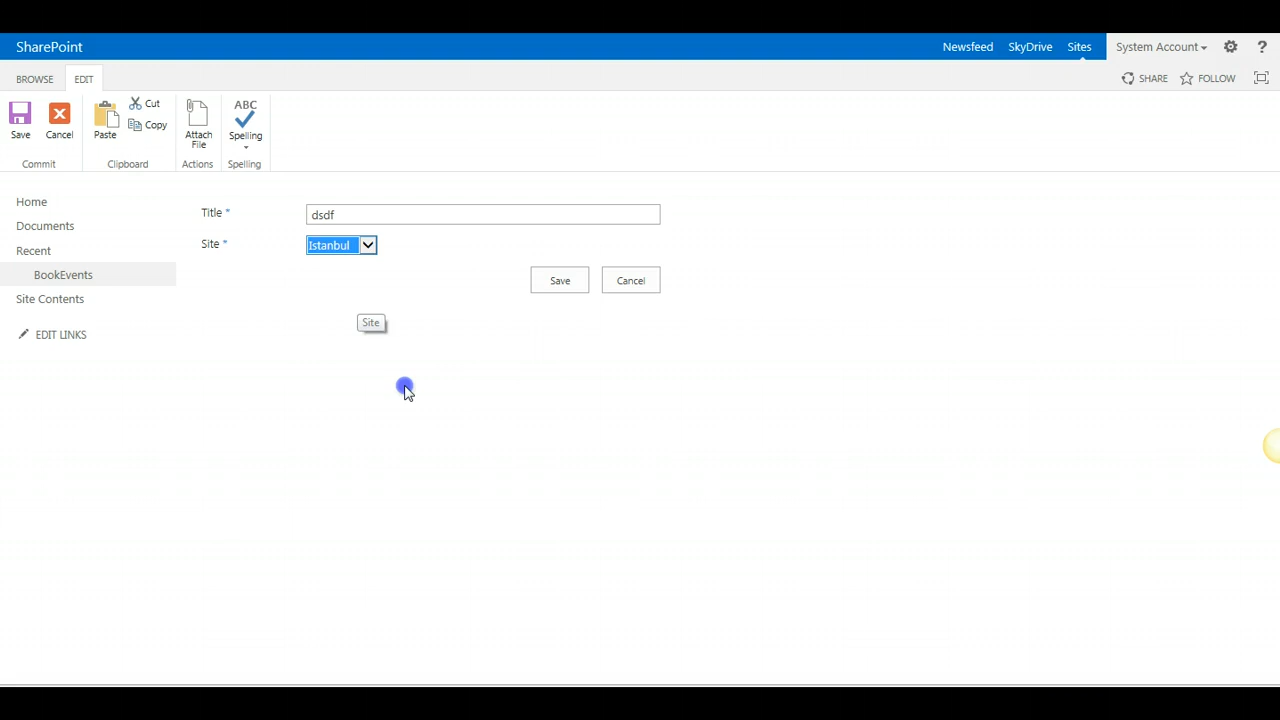 SharePoint
Newsfeed SkyDrive Sites System Account ?
BROWSE EDIT
SHARE FOLLOW
Save Cancel Paste Cut Copy Attach File ABC Spelling
Commit Clipboard Actions Spelling
Home
Documents
Recent
BookEvents
Site Contents
EDIT LINKS
Title * dsdf
Site * Istanbul
Save Cancel
Site